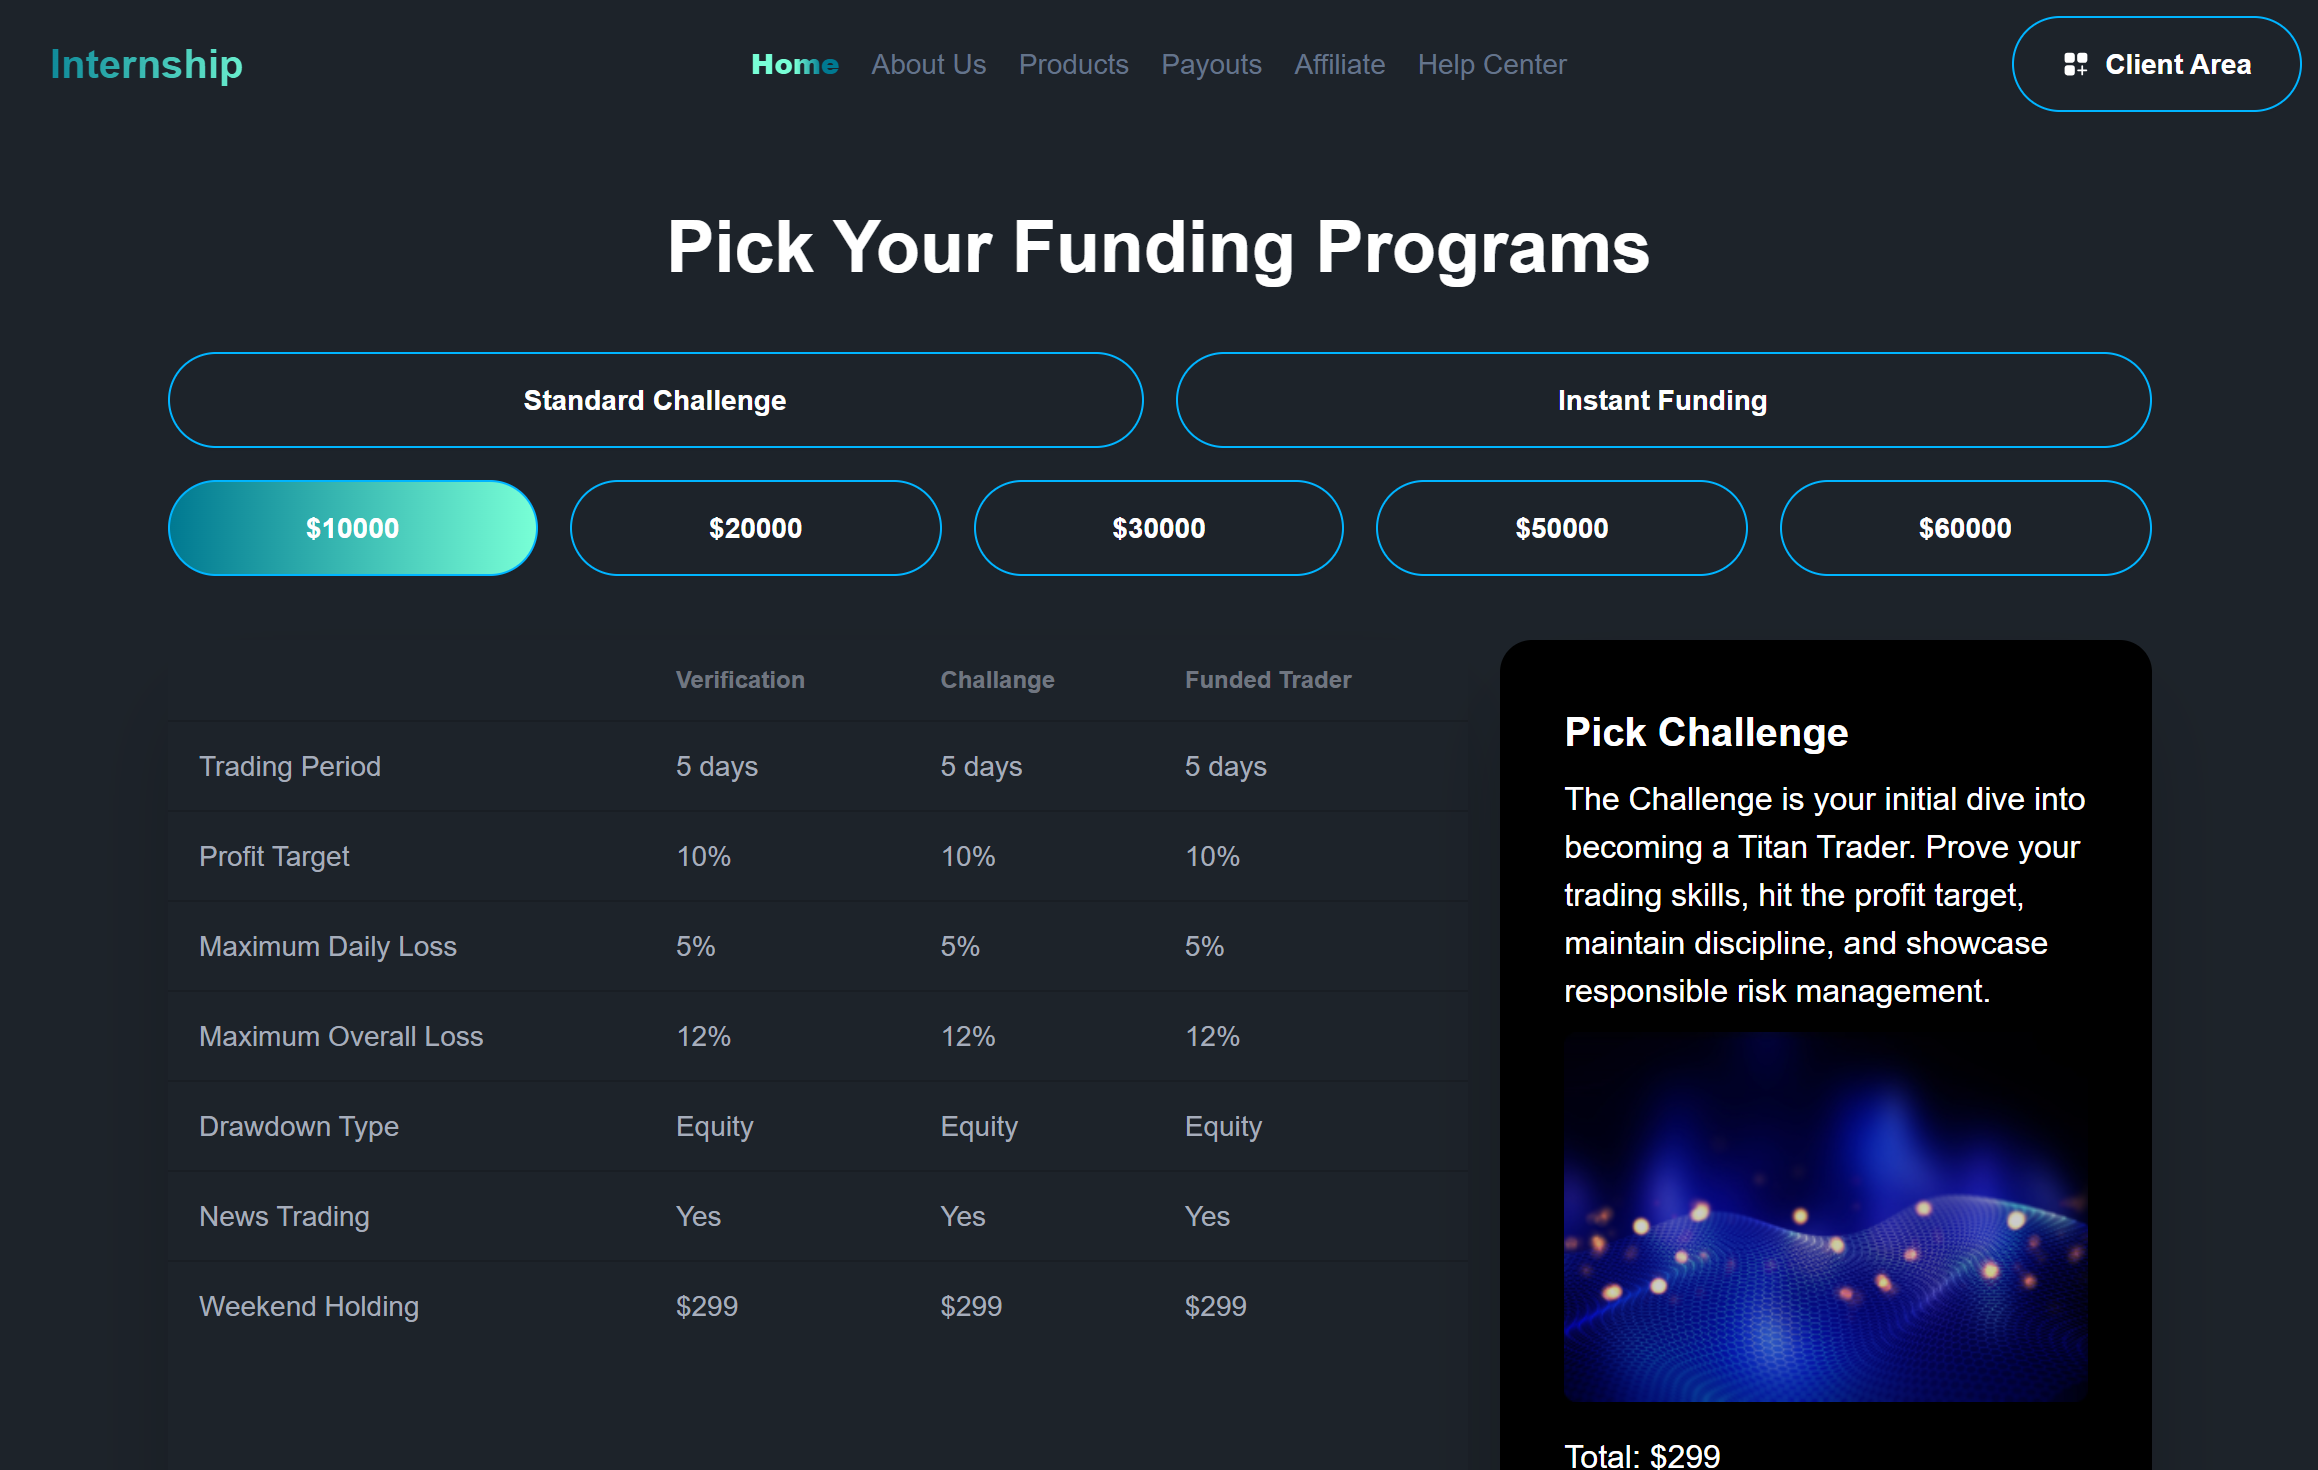 Internship
Home About Us Products Payouts Affiliate Help Center
Client Area
Pick Your Funding Programs
Standard Challenge Instant Funding
$10000 $20000 $30000 $50000 $60000
Verification Challange Funded Trader
Trading Period 5 days 5 days 5 days
Profit Target 10% 10% 10%
Maximum Daily Loss 5% 5% 5%
Maximum Overall Loss 12% 12% 12%
Drawdown Type Equity Equity Equity
News Trading Yes Yes Yes
Weekend Holding $299 $299 $299
Pick Challenge
The Challenge is your initial dive into
becoming a Titan Trader. Prove your
trading skills, hit the profit target,
maintain discipline, and showcase
responsible risk management.
Total: $299